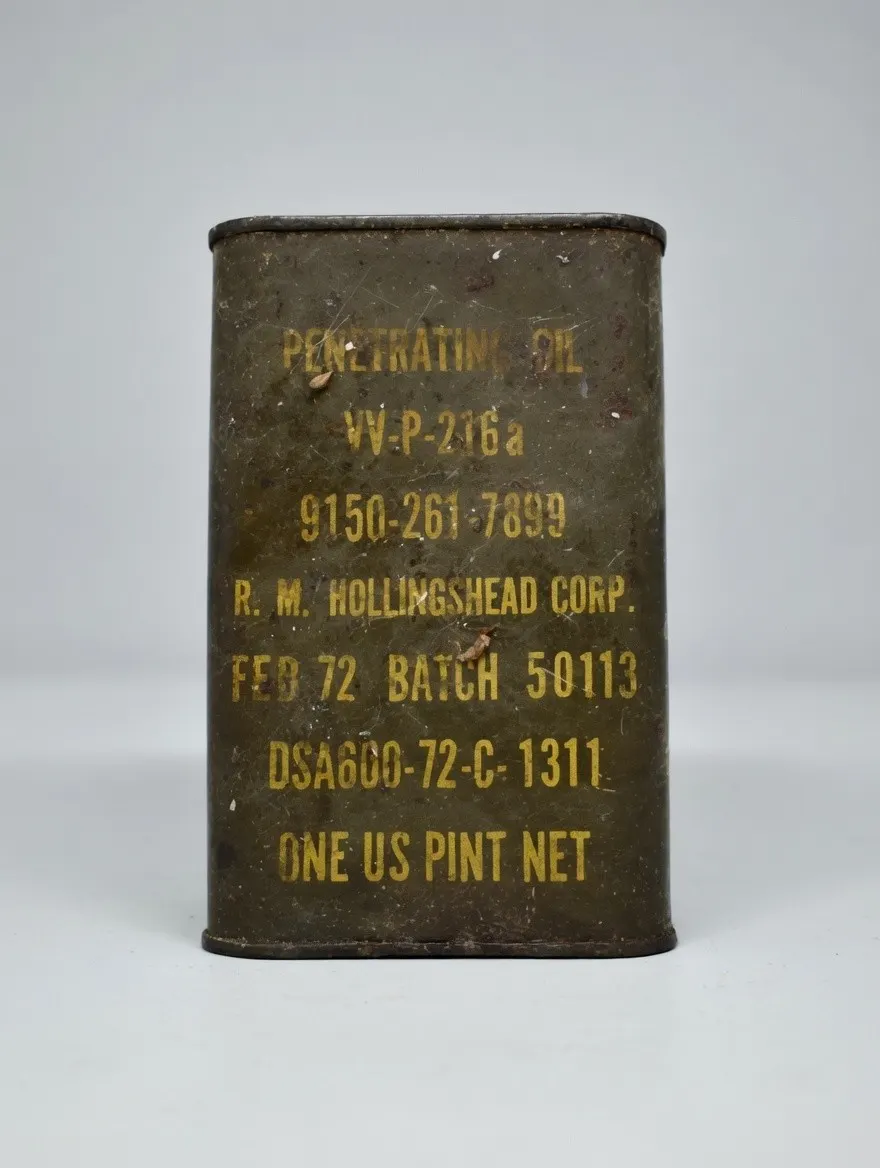 PENETRATING OIL
VV-P-216a
9150-261-7899
R. M. HOLLINGSHEAD CORP.
FEB 72 BATCH 50113
DSA600-72-C-1311
ONE US PINT NET